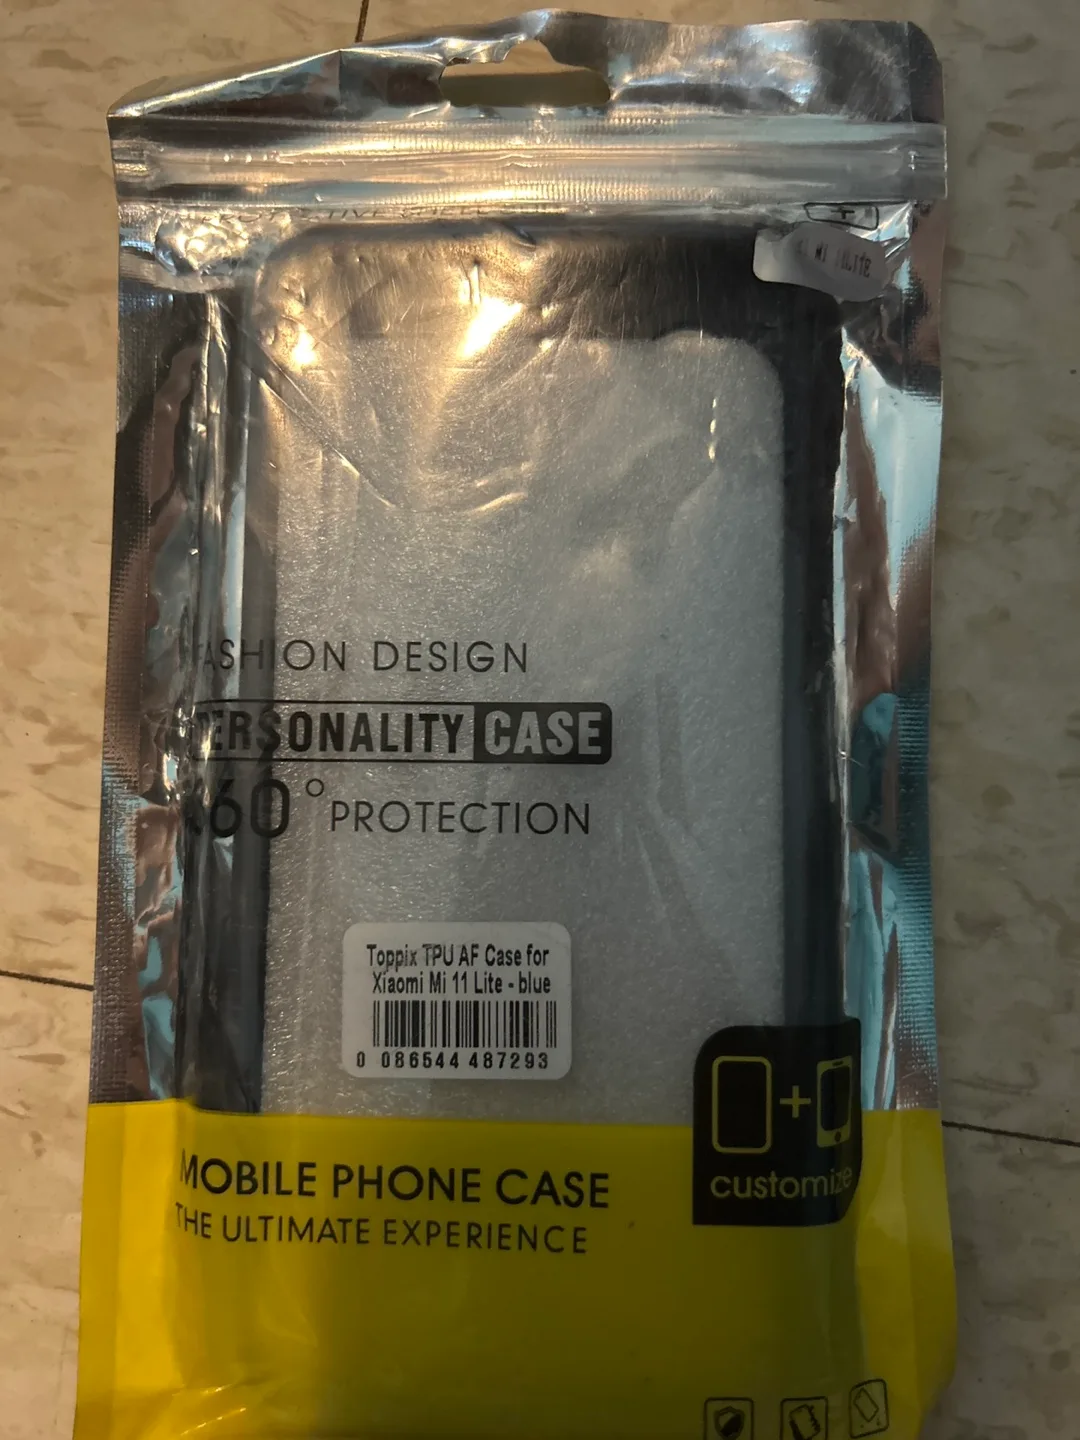 FASHION DESIGN
PERSONALITY CASE
360° PROTECTION
Toppix TPU AF Case for
Xiaomi Mi 11 Lite - blue
0 086544 487293
customize
MOBILE PHONE CASE
THE ULTIMATE EXPERIENCE